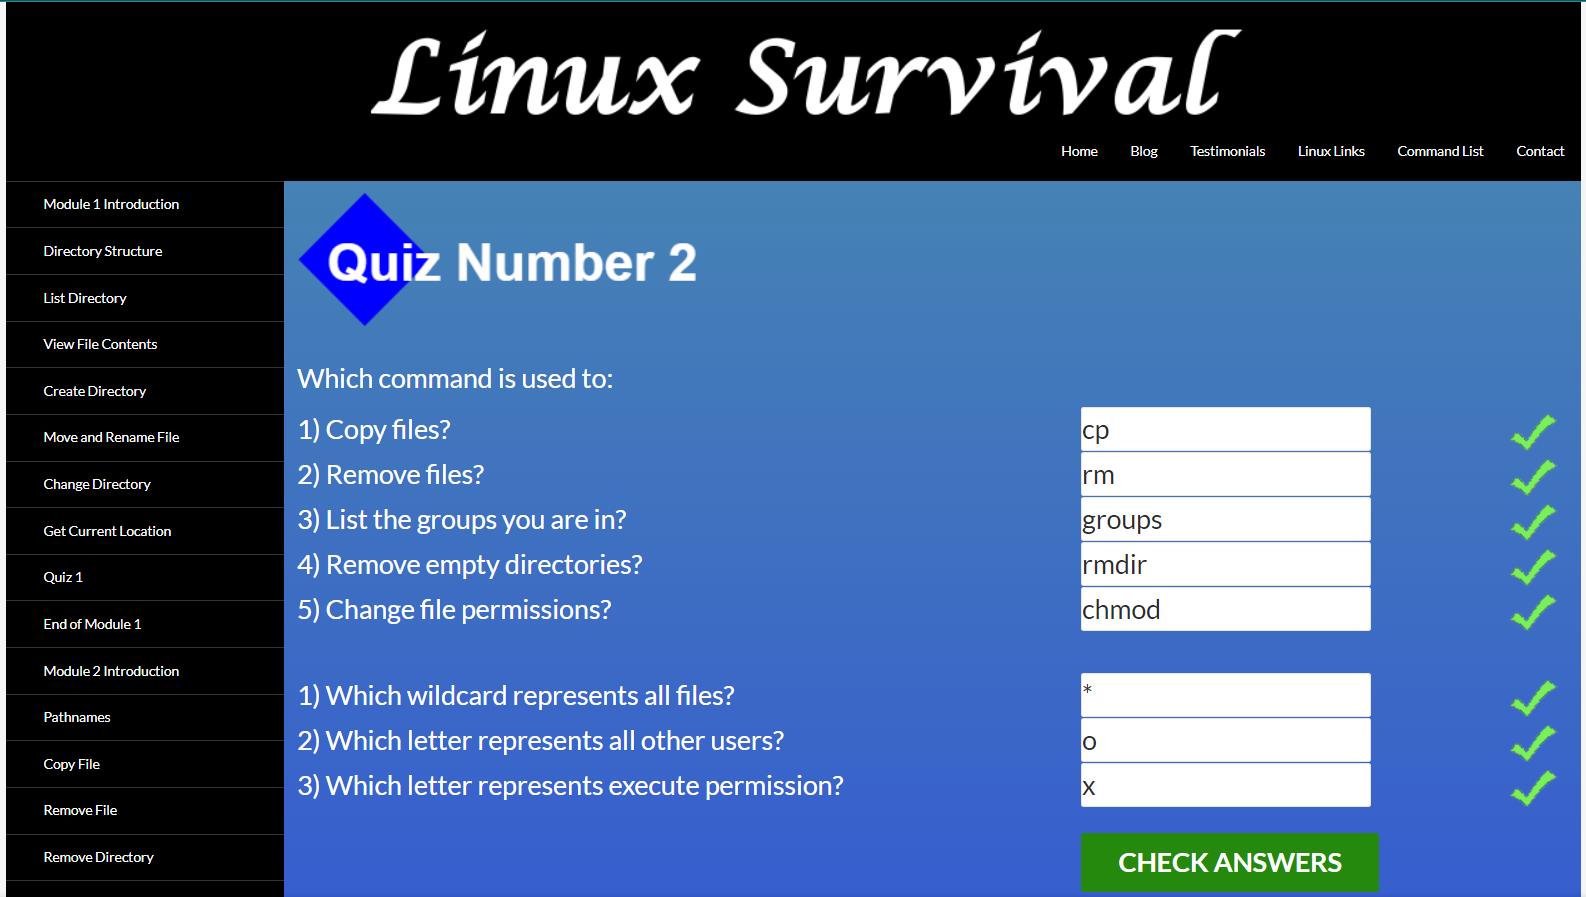 Linux Survival
Home Blog Testimonials Linux Links Command List Contact
Module 1 Introduction
Directory Structure
List Directory
View File Contents
Create Directory
Move and Rename File
Change Directory
Get Current Location
Quiz 1
End of Module 1
Module 2 Introduction
Pathnames
Copy File
Remove File
Remove Directory
Quiz Number 2
Which command is used to:
1) Copy files? cp
2) Remove files? rm
3) List the groups you are in? groups
4) Remove empty directories? rmdir
5) Change file permissions? chmod
1) Which wildcard represents all files? *
2) Which letter represents all other users? o
3) Which letter represents execute permission? x
CHECK ANSWERS